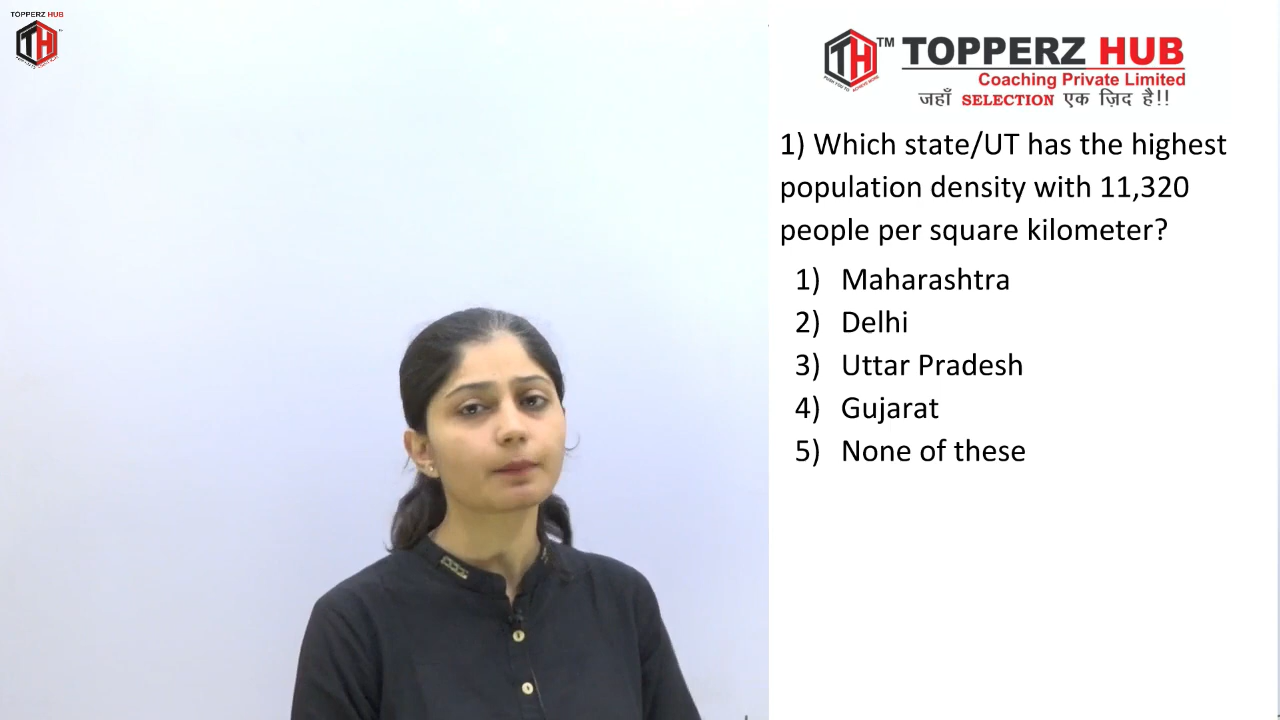 TOPPERZ HUB
TH
TH™ TOPPERZ HUB
Coaching Private Limited
जहाँ SELECTION एक ज़िद है!!
1) Which state/UT has the highest
population density with 11,320
people per square kilometer?
1) Maharashtra
2) Delhi
3) Uttar Pradesh
4) Gujarat
5) None of these